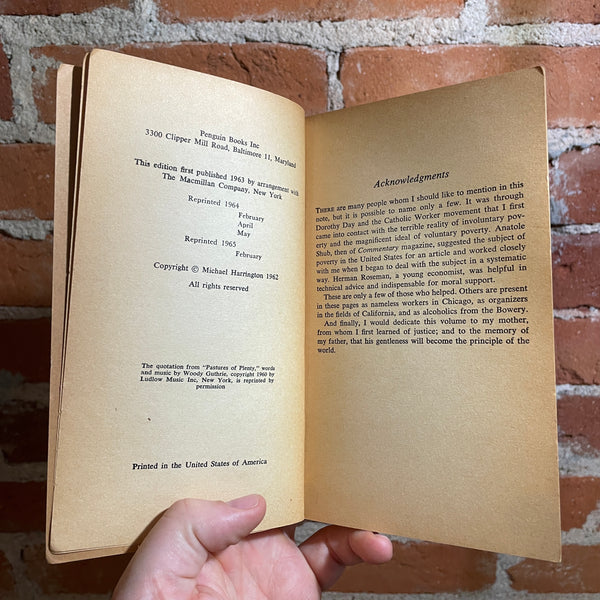 Penguin Books Inc
3300 Clipper Mill Road, Baltimore 11, Maryland
This edition first published 1963 by arrangement with
The Macmillan Company, New York
Reprinted 1964
February
April
May
Reprinted 1965
February
Copyright © Michael Harrington 1962
All rights reserved
The quotation from "Pastures of Plenty," words
and music by Woody Guthrie, copyright 1960 by
Ludlow Music Inc, New York, is reprinted by
permission
Printed in the United States of America
Acknowledgments
THERE are many people whom I should like to mention in this
note, but it is possible to name only a few. It was through
Dorothy Day and the Catholic Worker movement that I first
came into contact with the terrible reality of involuntary pov-
erty and the magnificent ideal of voluntary poverty. Anatole
Shub, then of Commentary magazine, suggested the subject of
poverty in the United States for an article and worked closely
with me when I began to deal with the subject in a systematic
way. Herman Roseman, a young economist, was helpful in
technical advice and indispensable for moral support.
These are only a few of those who helped. Others are present
in these pages as nameless workers in Chicago, as organizers
in the fields of California, and as alcoholics from the Bowery.
And finally, I would dedicate this volume to my mother,
from whom I first learned of justice; and to the memory of
my father, that his gentleness will become the principle of the
world.